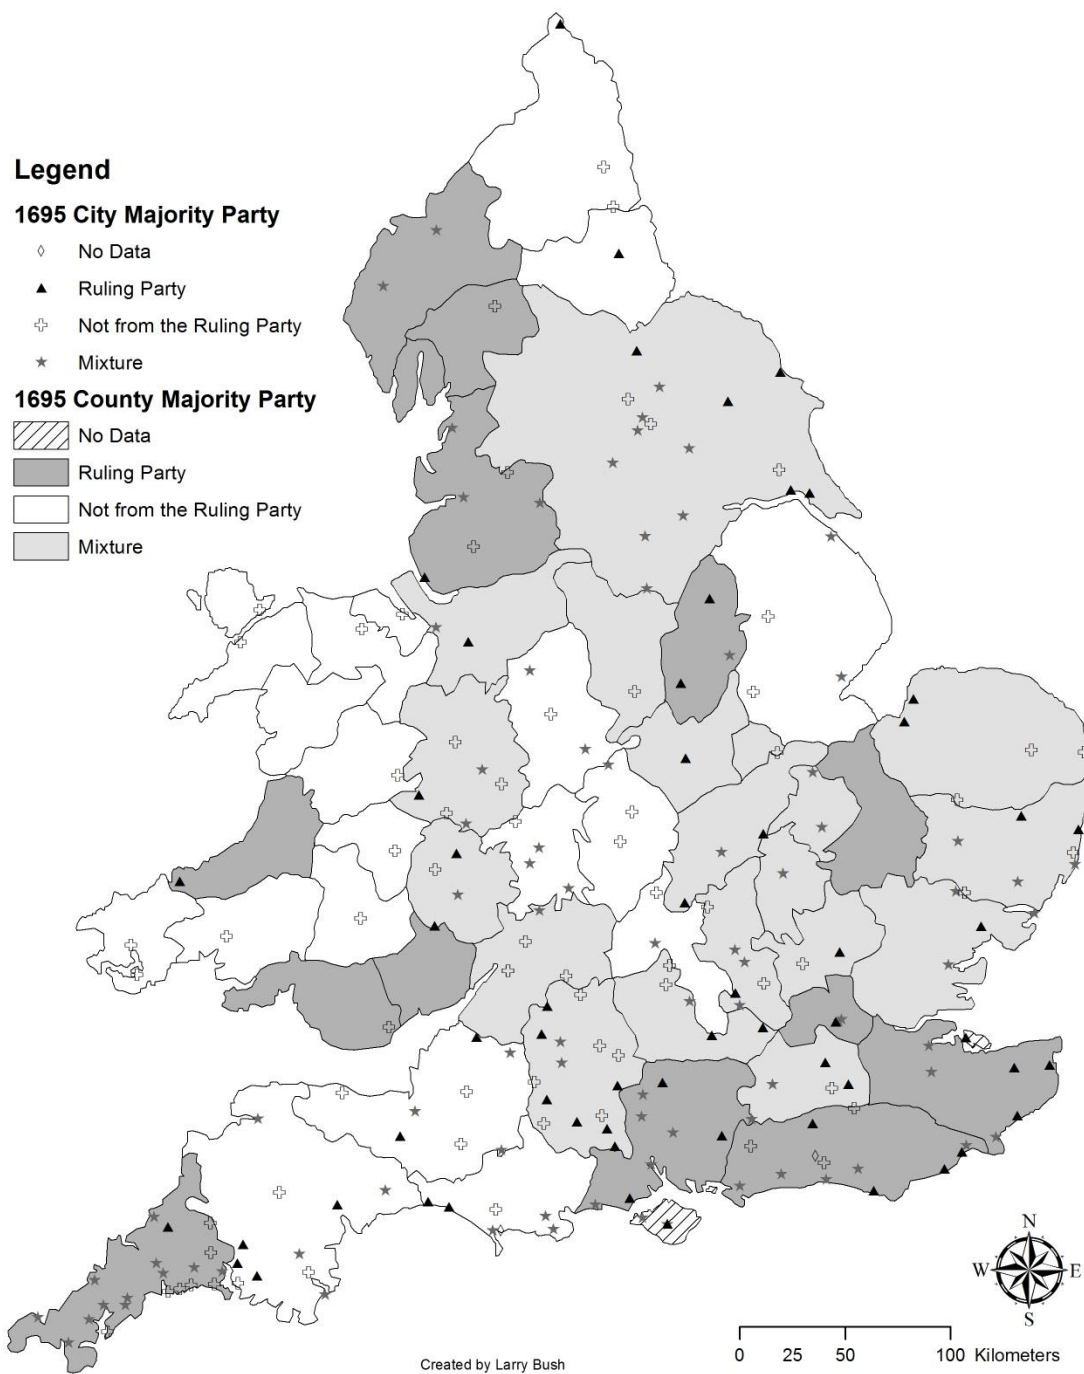 Legend
1695 City Majority Party
No Data
Ruling Party
Not from the Ruling Party
Mixture
1695 County Majority Party
No Data
Ruling Party
Not from the Ruling Party
Mixture
N
W E
S
0 25 50 100 Kilometers
Created by Larry Bush